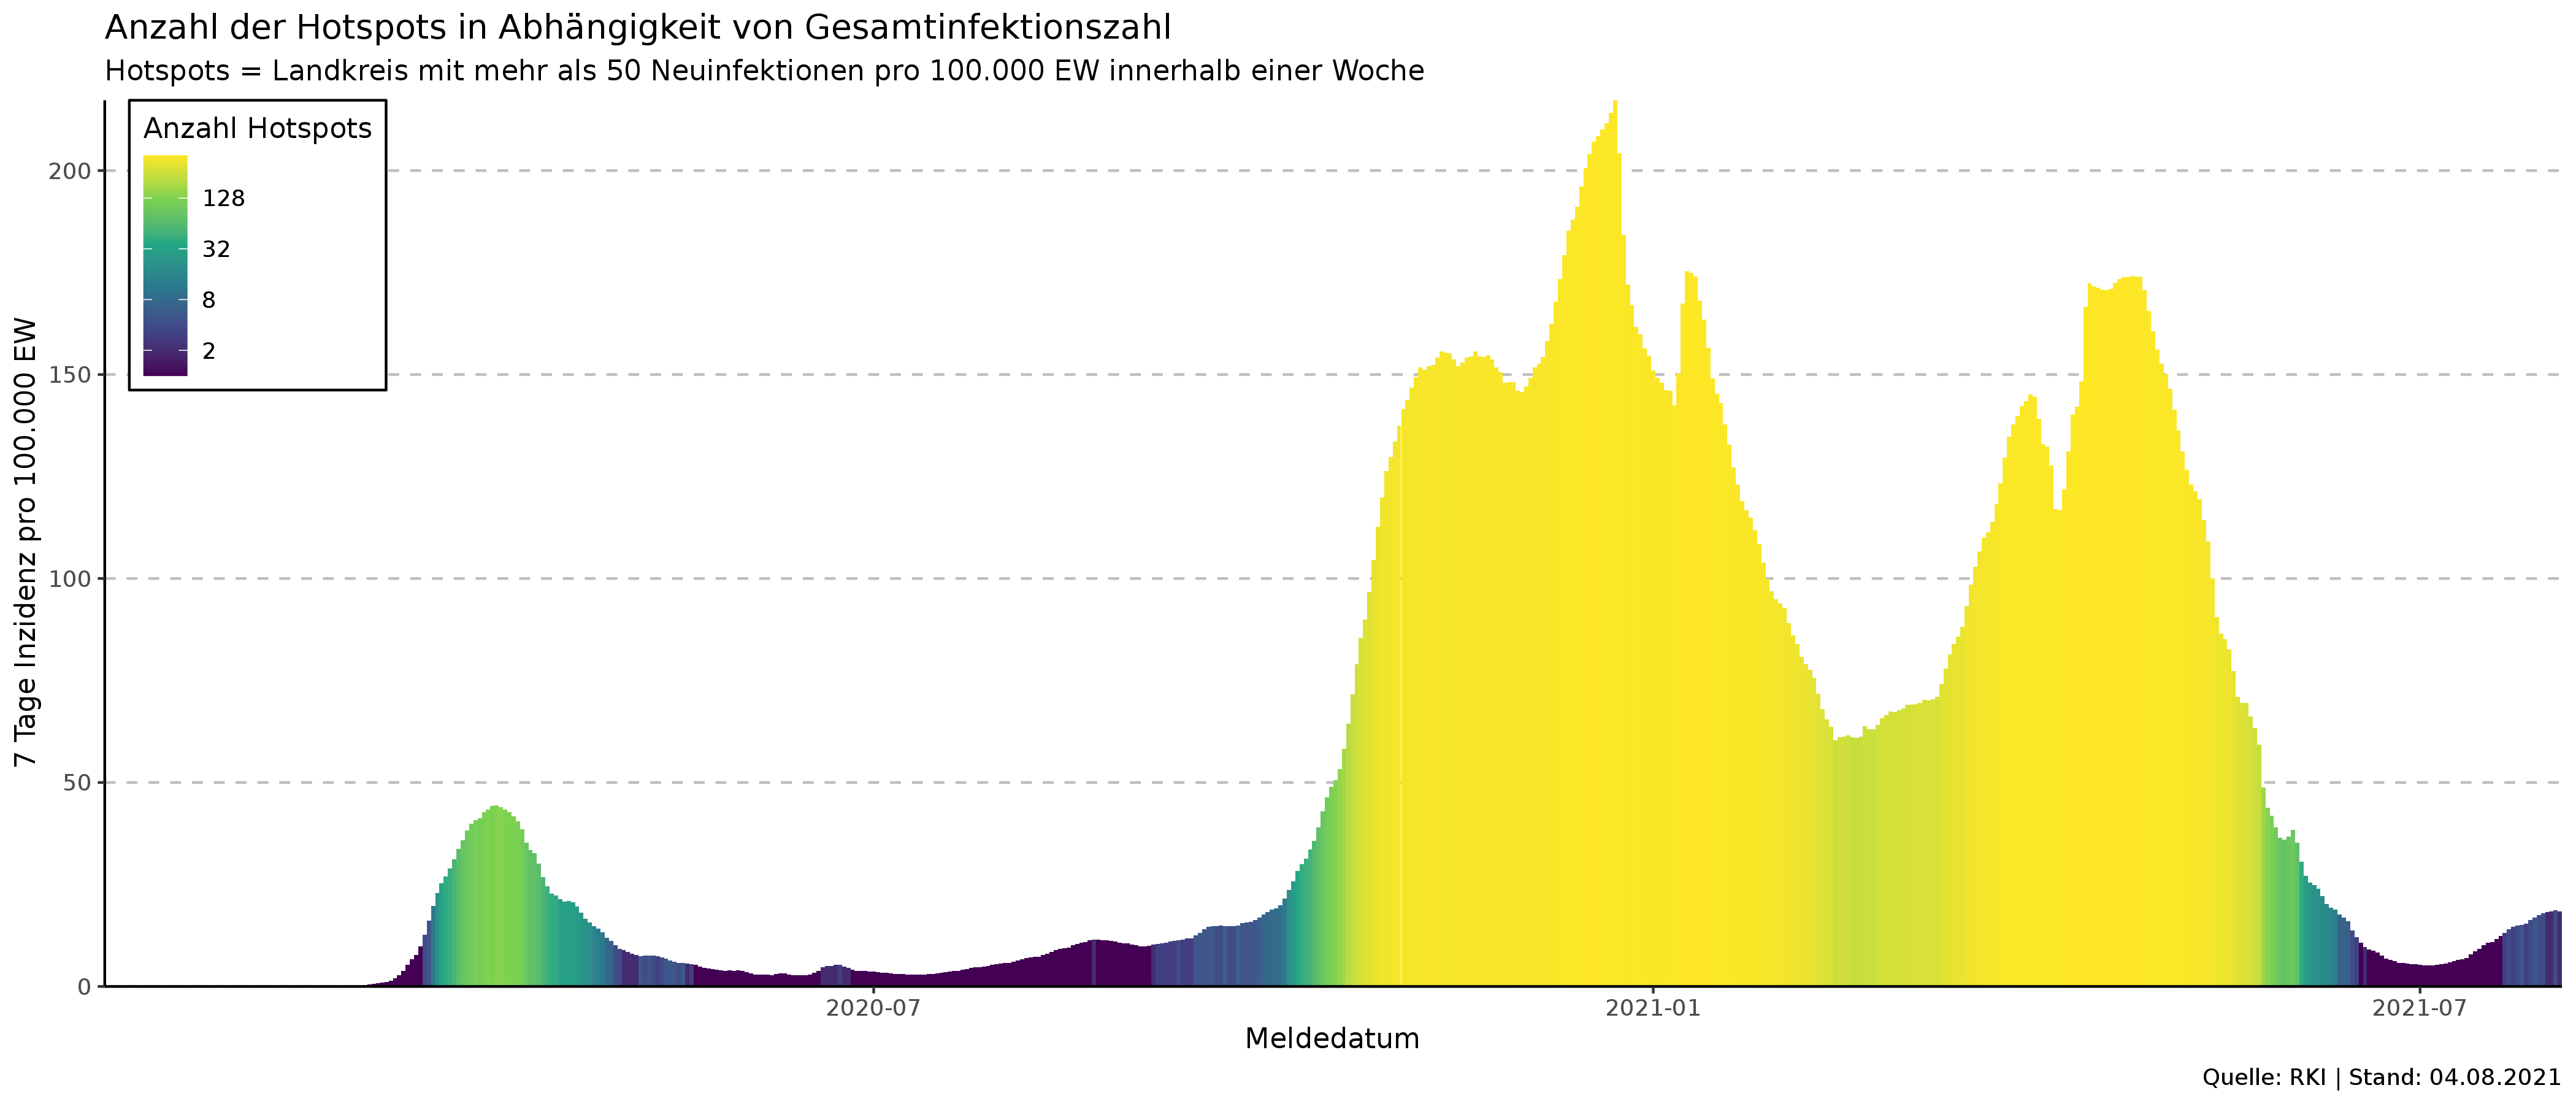 Anzahl der Hotspots in Abhängigkeit von Gesamtinfektionszahl
Hotspots = Landkreis mit mehr als 50 Neuinfektionen pro 100.000 EW innerhalb einer Woche
Anzahl Hotspots
128
32
8
2
7 Tage Inzidenz pro 100.000 EW
200
150
100
50
0
2020-07
2021-01
2021-07
Meldedatum
Quelle: RKI | Stand: 04.08.2021